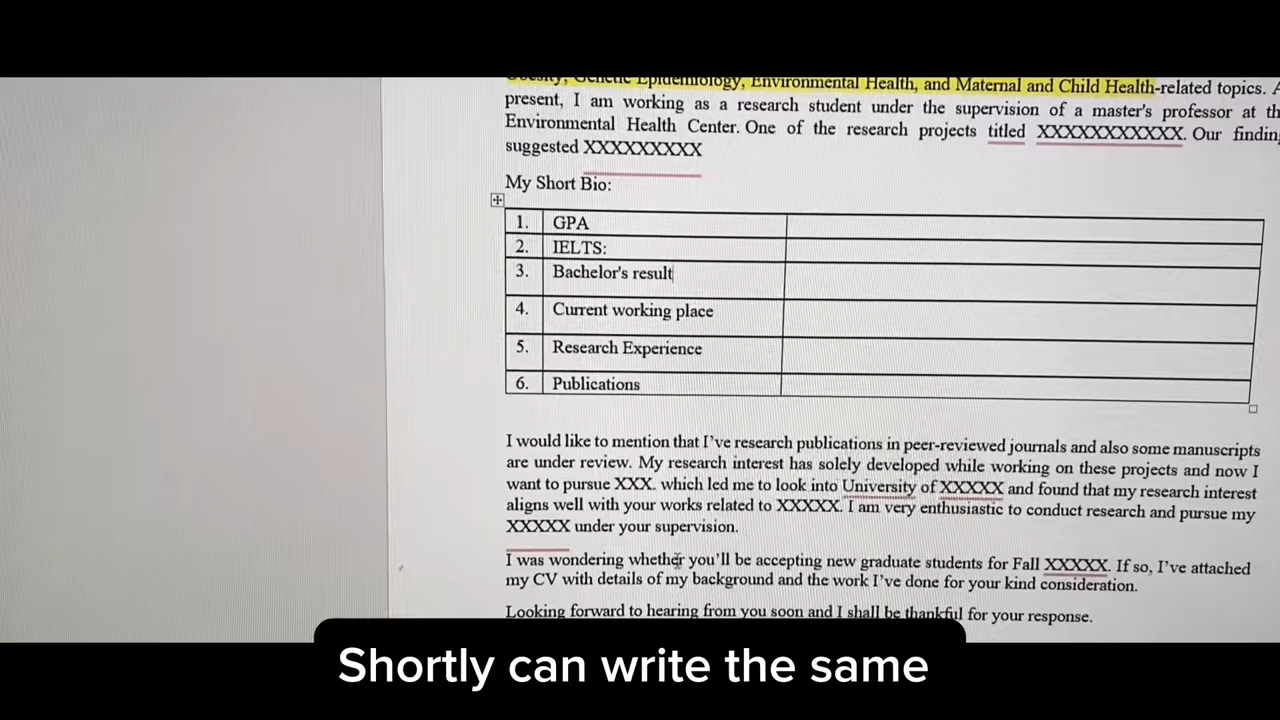 Obesity, Genetic Epidemiology, Environmental Health, and Maternal and Child Health-related topics. A
present, I am working as a research student under the supervision of a master's professor at th
Environmental Health Center. One of the research projects titled XXXXXXXXXXX. Our finding
suggested XXXXXXXXX
My Short Bio:
1. GPA
2. IELTS:
3. Bachelor's result
4. Current working place
5. Research Experience
6. Publications
I would like to mention that I've research publications in peer-reviewed journals and also some manuscripts
are under review. My research interest has solely developed while working on these projects and now I
want to pursue XXX. which led me to look into University of XXXXX and found that my research interest
aligns well with your works related to XXXXX. I am very enthusiastic to conduct research and pursue my
XXXXX under your supervision.
I was wondering whether you'll be accepting new graduate students for Fall XXXXX. If so, I've attached
my CV with details of my background and the work I've done for your kind consideration.
Looking forward to hearing from you soon and I shall be thankful for your response.
Shortly can write the same